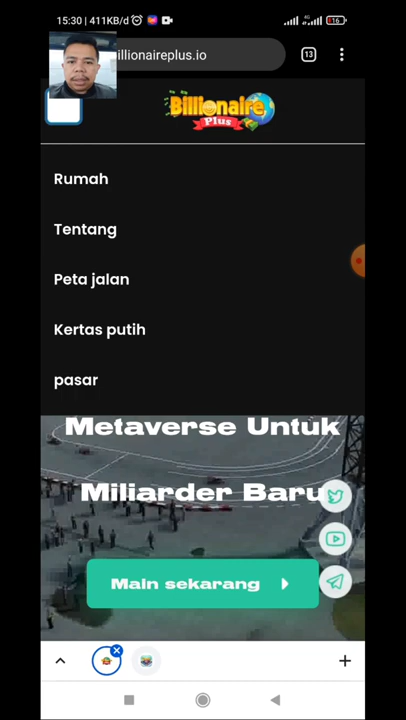 15:30 | 411KB/d
16
illionaireplus.io
13
Billionaire
Plus
Rumah
Tentang
Peta jalan
Kertas putih
pasar
Metaverse Untuk
Miliarder Baru
Main sekarang